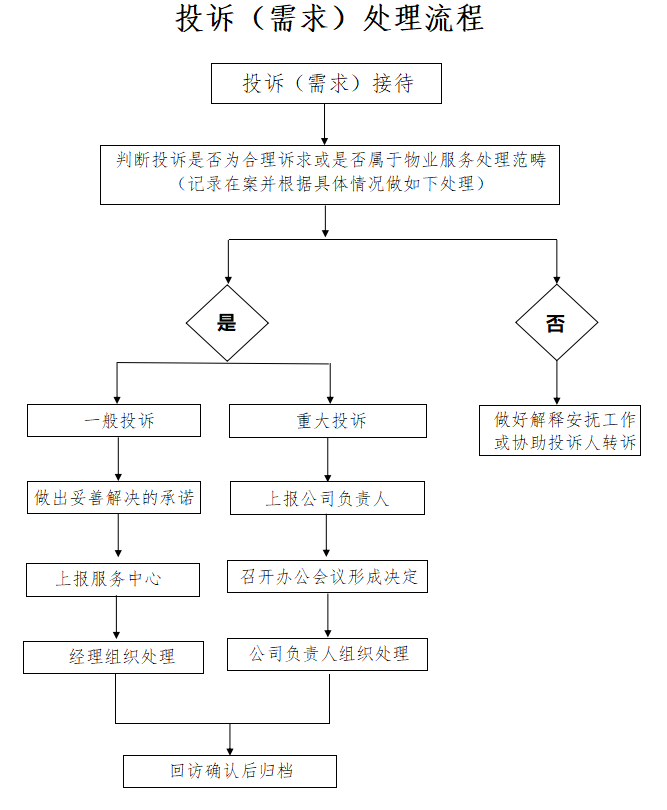 投诉（需求）处理流程
投诉（需求）接待
判断投诉是否为合理诉求或是否属于物业服务处理范畴
（记录在案并根据具体情况做如下处理）
是
否
一般投诉
重大投诉
做好解释安抚工作
或协助投诉人转诉
做出妥善解决的承诺
上报公司负责人
上报服务中心
召开办公会议形成决定
经理组织处理
公司负责人组织处理
回访确认后归档